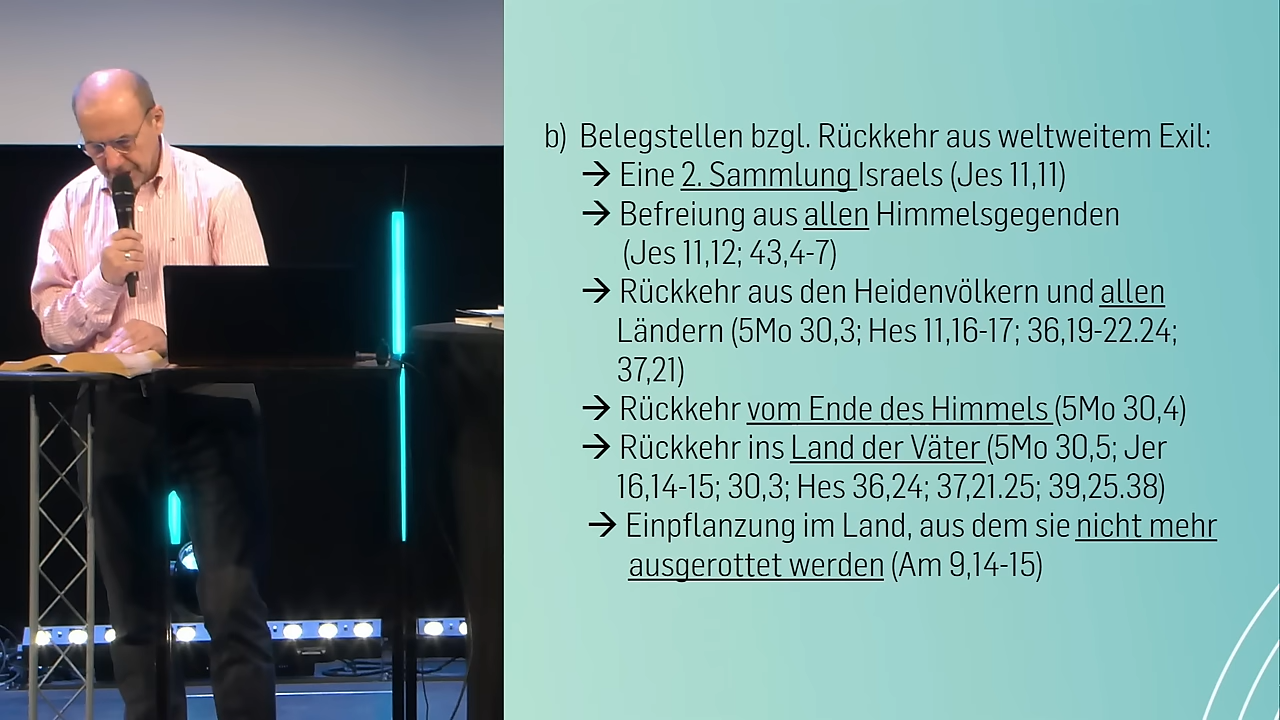 b) Belegstellen bzgl. Rückkehr aus weltweitem Exil:
→ Eine 2. Sammlung Israels (Jes 11,11)
→ Befreiung aus allen Himmelsgegenden
(Jes 11,12; 43,4-7)
→ Rückkehr aus den Heidenvölkern und allen
Ländern (5Mo 30,3; Hes 11,16-17; 36,19-22.24;
37,21)
→ Rückkehr vom Ende des Himmels (5Mo 30,4)
→ Rückkehr ins Land der Väter (5Mo 30,5; Jer
16,14-15; 30,3; Hes 36,24; 37,21.25; 39,25.38)
→ Einpflanzung im Land, aus dem sie nicht mehr
ausgerottet werden (Am 9,14-15)